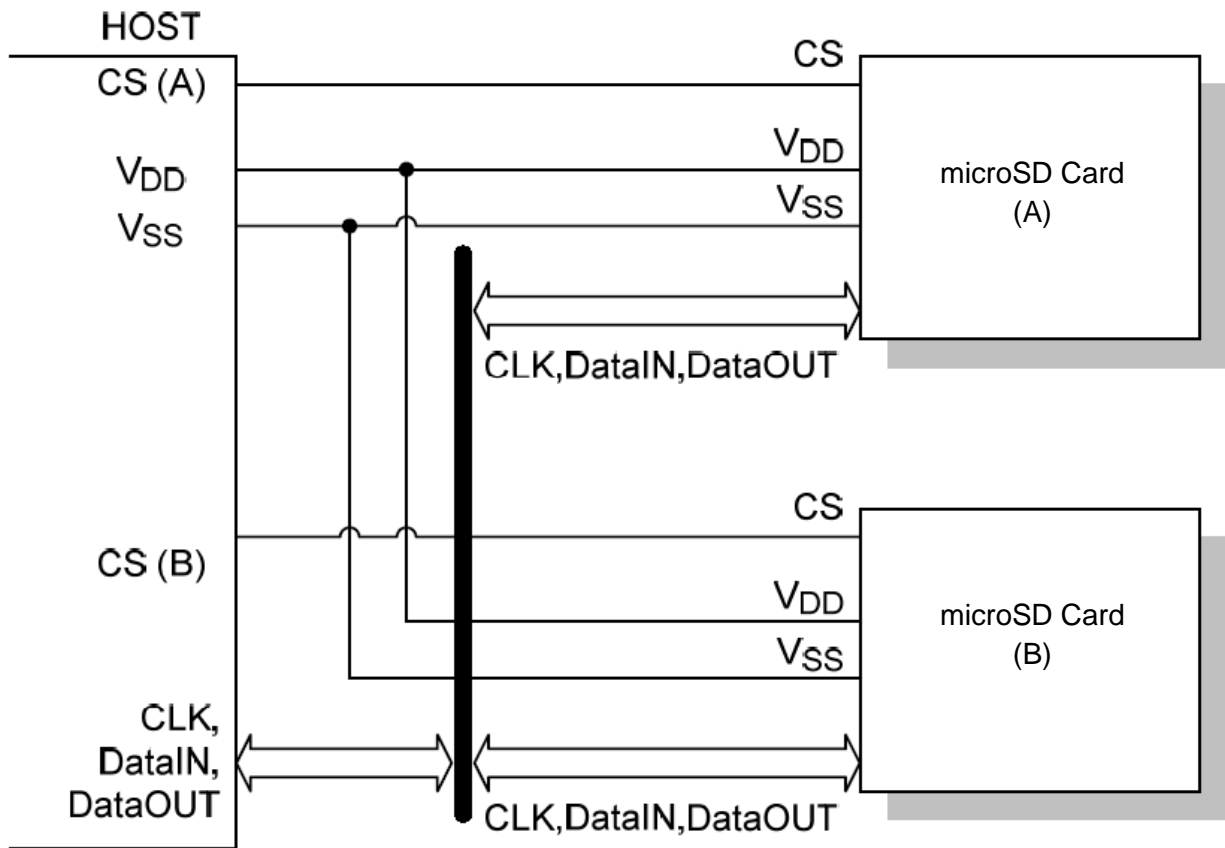 HOST
CS (A)
CS
VDD
VDD
VSS
VSS
microSD Card
(A)
CLK,DataIN,DataOUT
CS (B)
CS
VDD
VSS
microSD Card
(B)
CLK,
DataIN,
DataOUT
CLK,DataIN,DataOUT